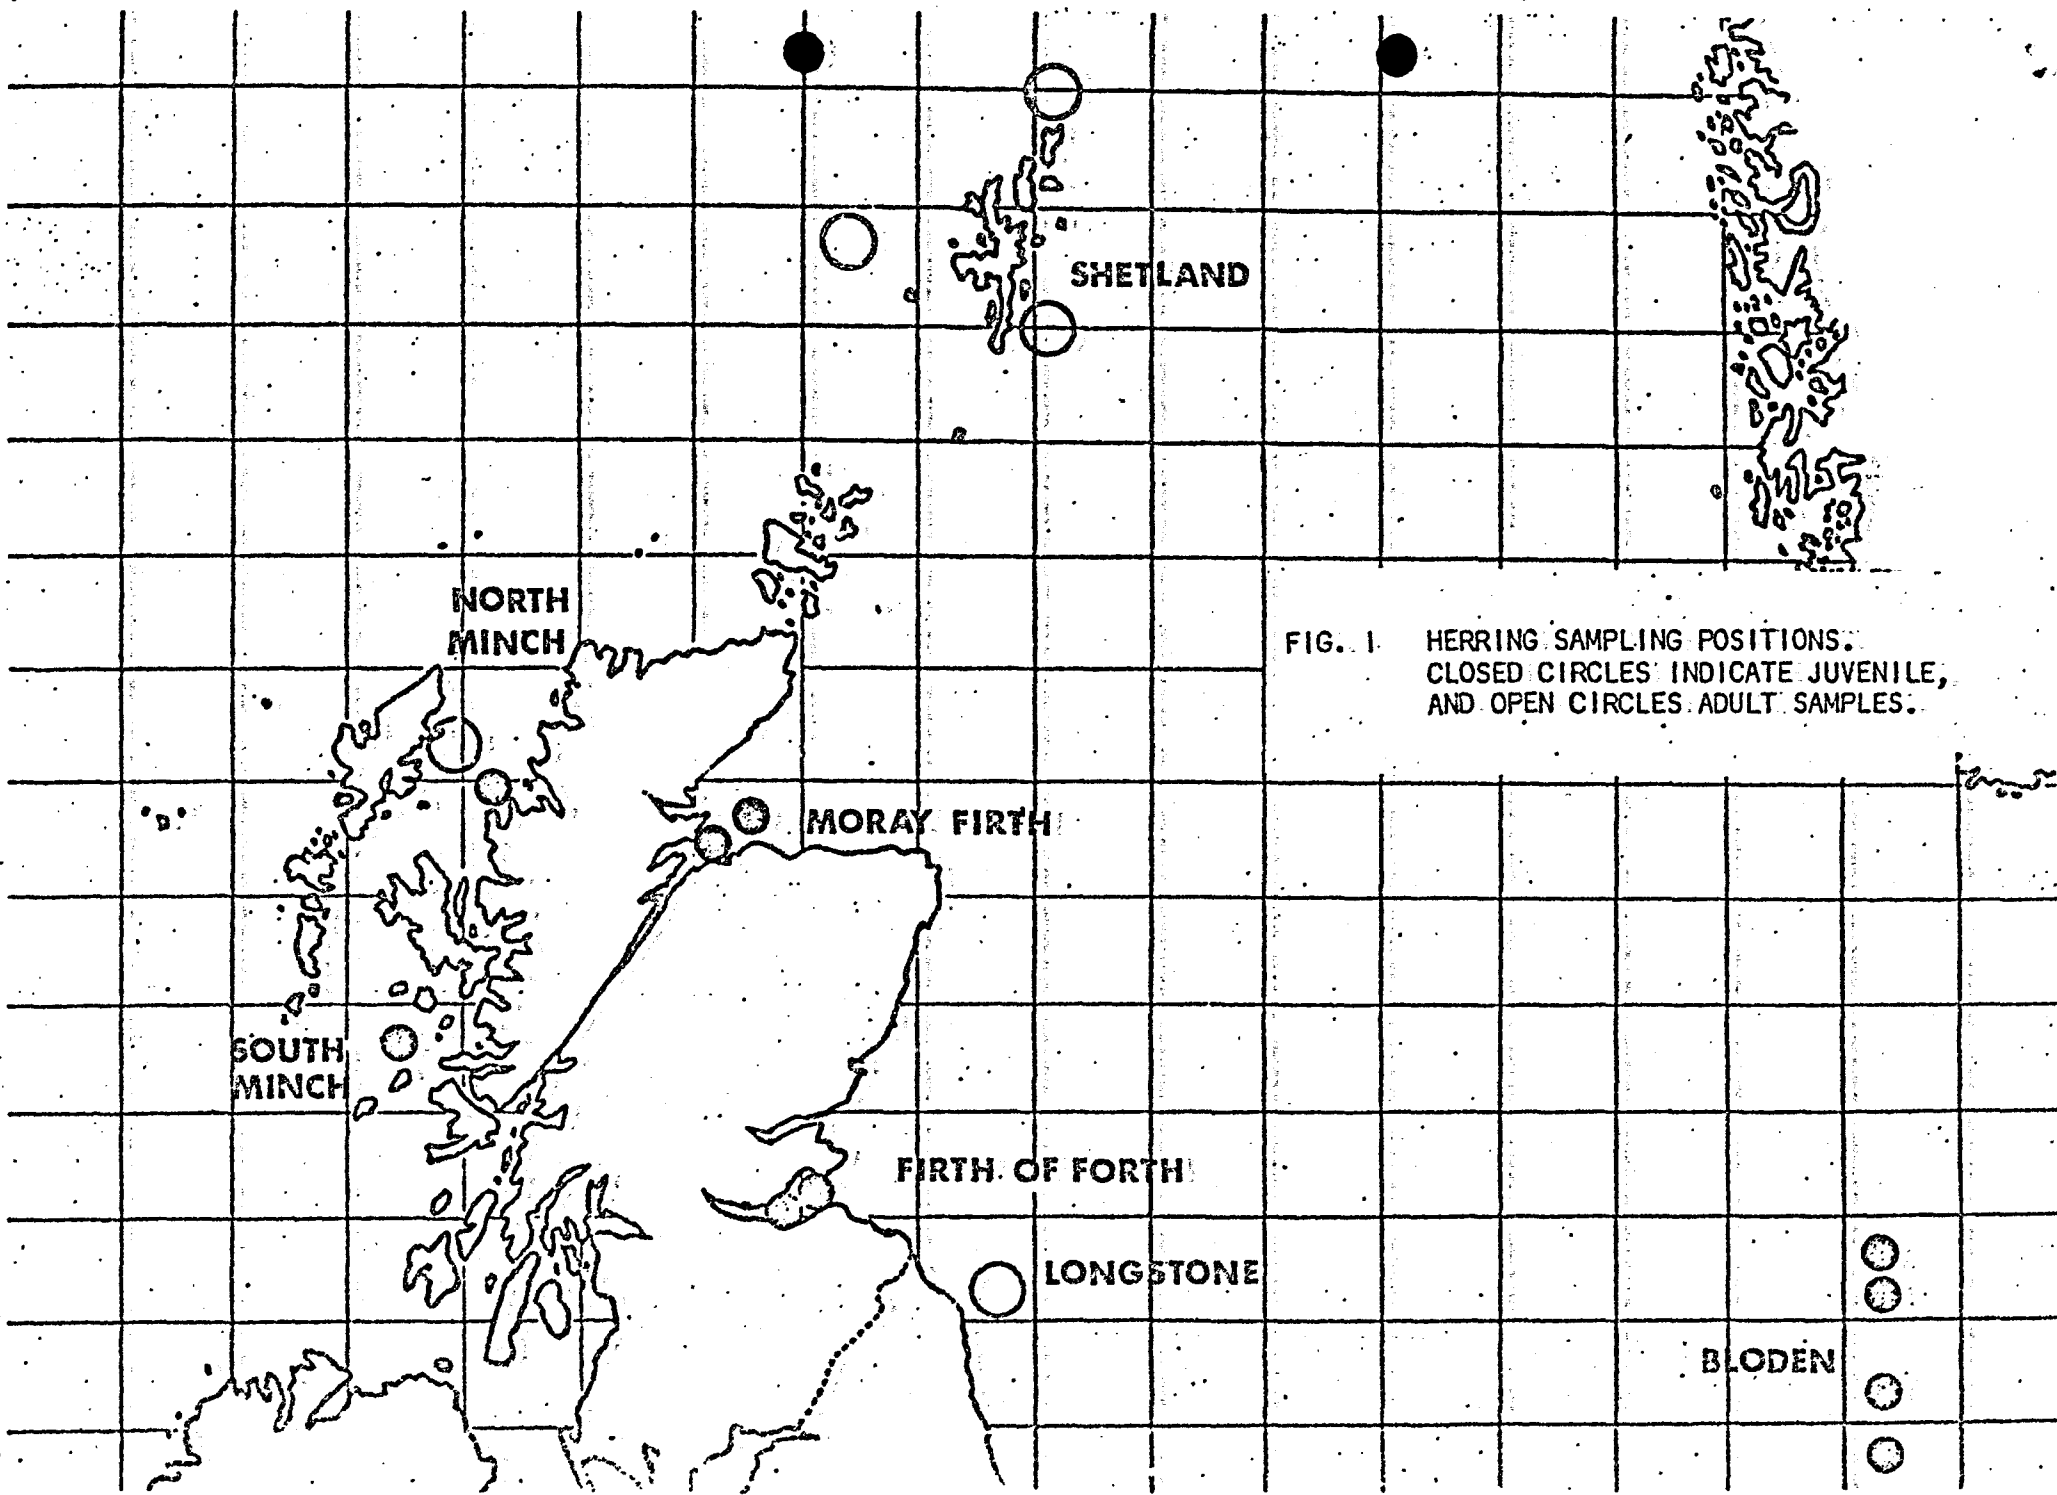 SHETLAND
NORTH
MINCH
FIG. 1 HERRING SAMPLING POSITIONS.
CLOSED CIRCLES INDICATE JUVENILE,
AND OPEN CIRCLES ADULT SAMPLES.
MORAY FIRTH
SOUTH
MINCH
FIRTH OF FORTH
LONGSTONE
BLODEN